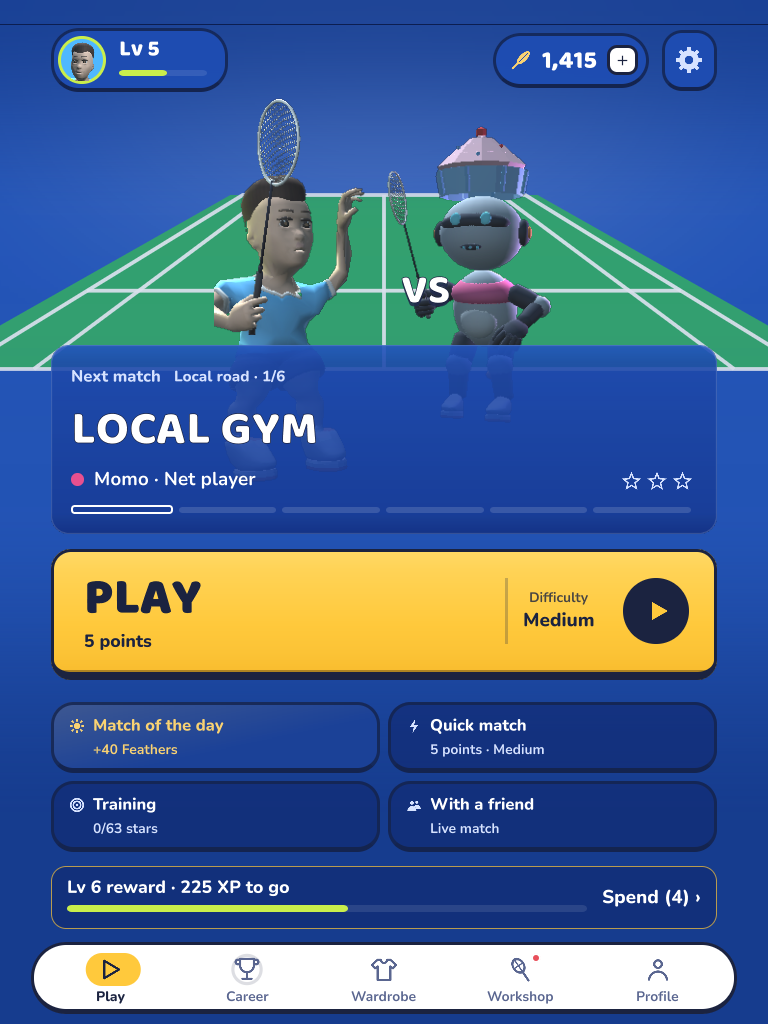 Lv 5
1,415
+
VS
Next match Local road · 1/6
LOCAL GYM
Momo · Net player
PLAY
5 points
Difficulty
Medium
Match of the day
+40 Feathers
Quick match
5 points · Medium
Training
0/63 stars
With a friend
Live match
Lv 6 reward · 225 XP to go
Spend (4) ›
Play
Career
Wardrobe
Workshop
Profile